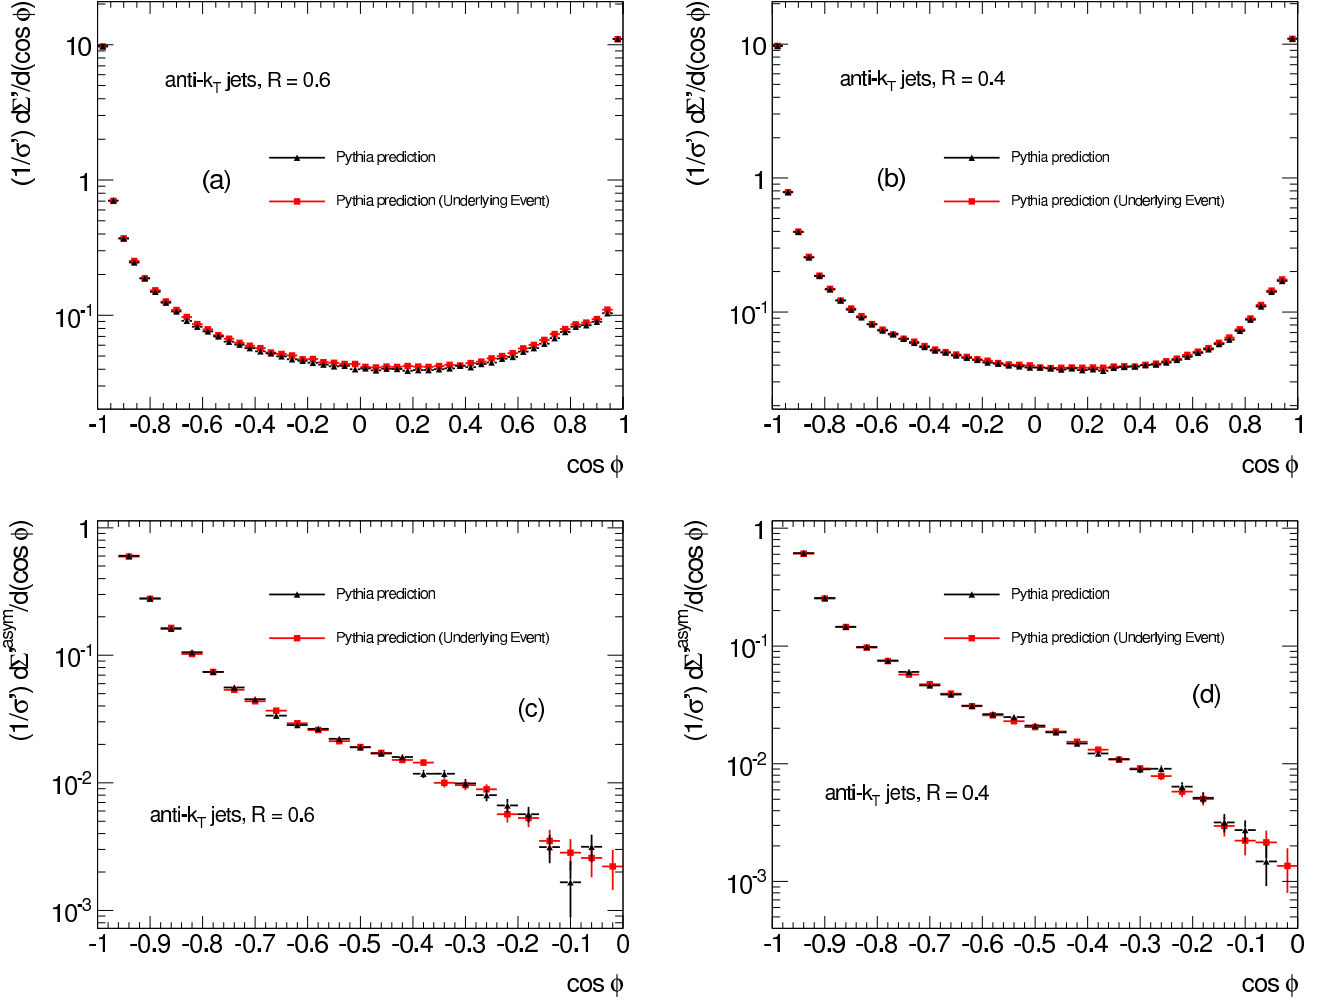 (1/σ') dΣ'/d(cos ϕ)
10
1
10⁻¹
anti-k_T jets, R = 0.6
(a)
Pythia prediction
Pythia prediction (Underlying Event)
-1 -0.8 -0.6 -0.4 -0.2 0 0.2 0.4 0.6 0.8 1
cos ϕ
(1/σ') dΣ'/d(cos ϕ)
10
1
10⁻¹
anti-k_T jets, R = 0.4
(b)
Pythia prediction
Pythia prediction (Underlying Event)
-1 -0.8 -0.6 -0.4 -0.2 0 0.2 0.4 0.6 0.8 1
cos ϕ
(1/σ') dΣ'^asym/d(cos ϕ)
1
10⁻¹
10⁻²
10⁻³
Pythia prediction
Pythia prediction (Underlying Event)
(c)
anti-k_T jets, R = 0.6
-1 -0.9 -0.8 -0.7 -0.6 -0.5 -0.4 -0.3 -0.2 -0.1 0
cos ϕ
(1/σ') dΣ'^asym/d(cos ϕ)
1
10⁻¹
10⁻²
10⁻³
Pythia prediction
Pythia prediction (Underlying Event)
(d)
anti-k_T jets, R = 0.4
-1 -0.9 -0.8 -0.7 -0.6 -0.5 -0.4 -0.3 -0.2 -0.1 0
cos ϕ